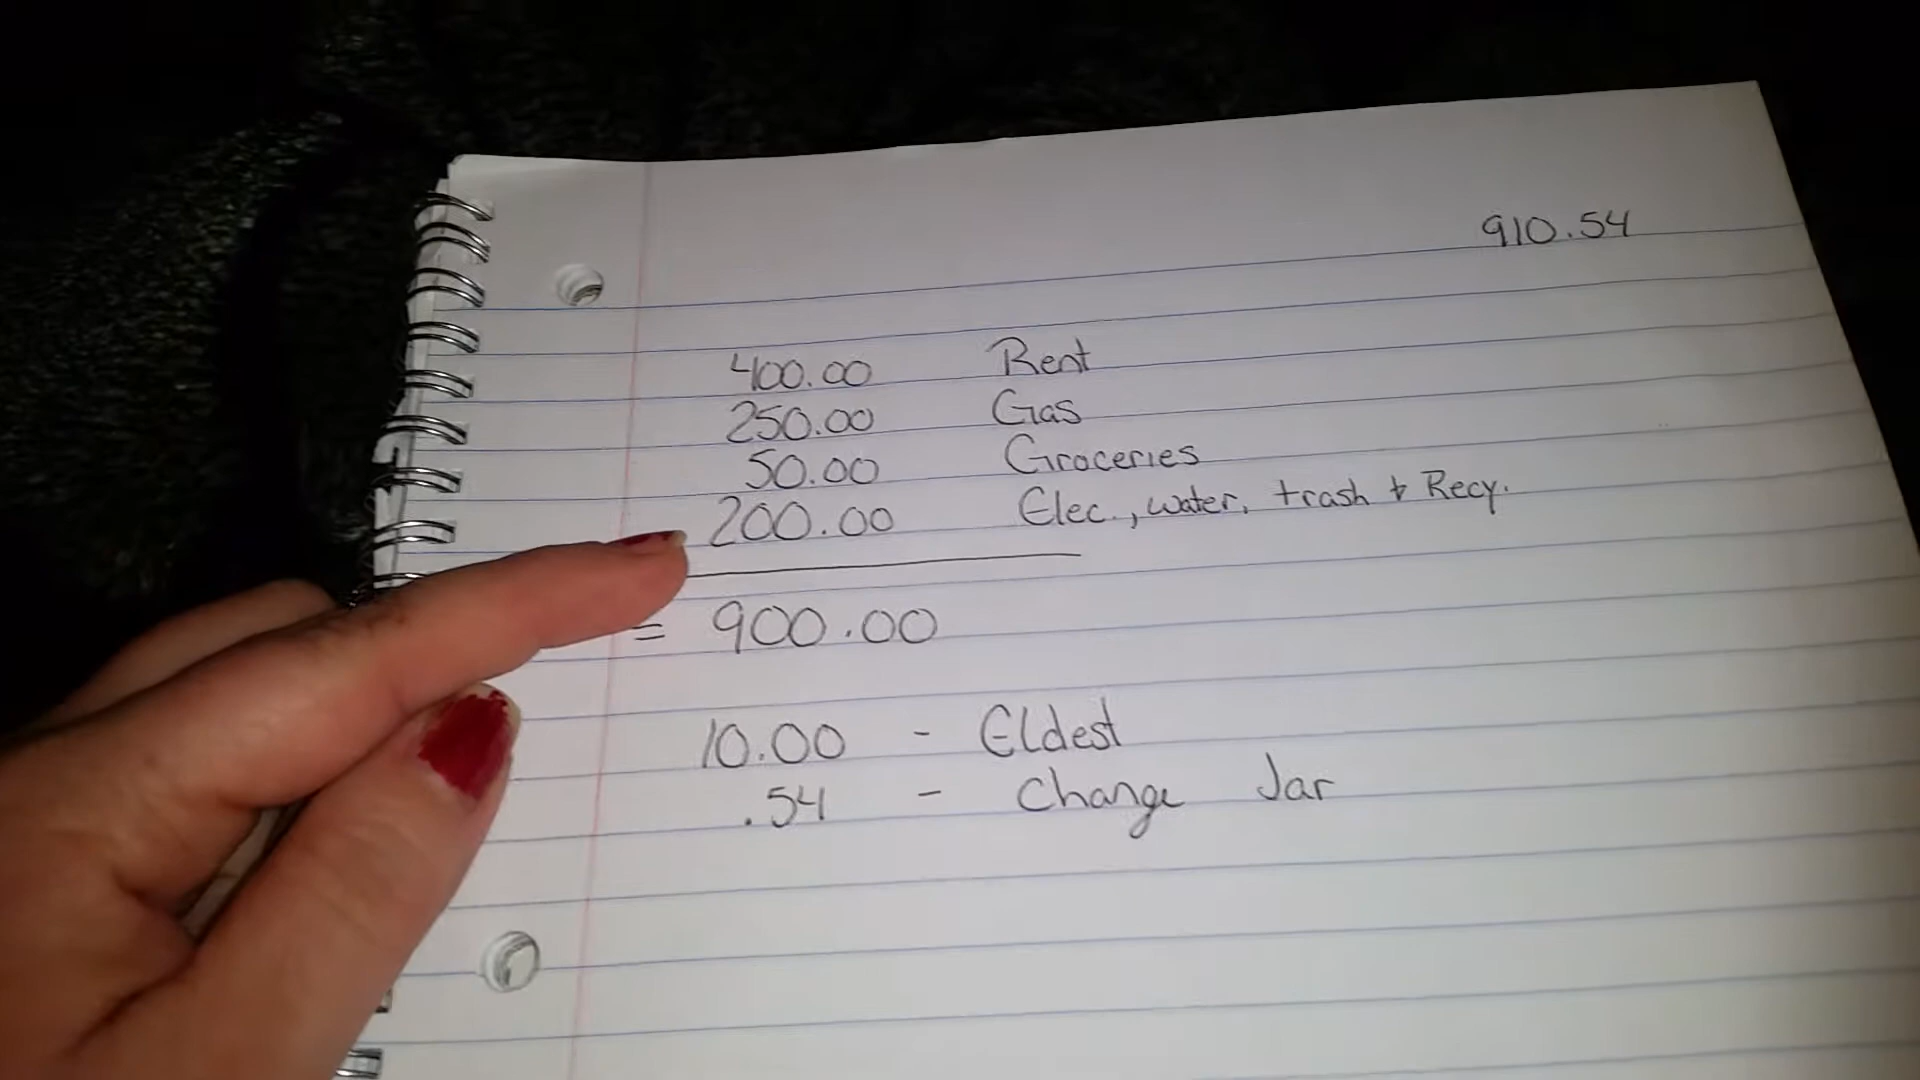 910.54
400.00 Rent
250.00 Gas
50.00 Groceries
200.00 Elec., water, trash & Recy.
= 900.00
10.00 - Eldest
.54 - Change Jar